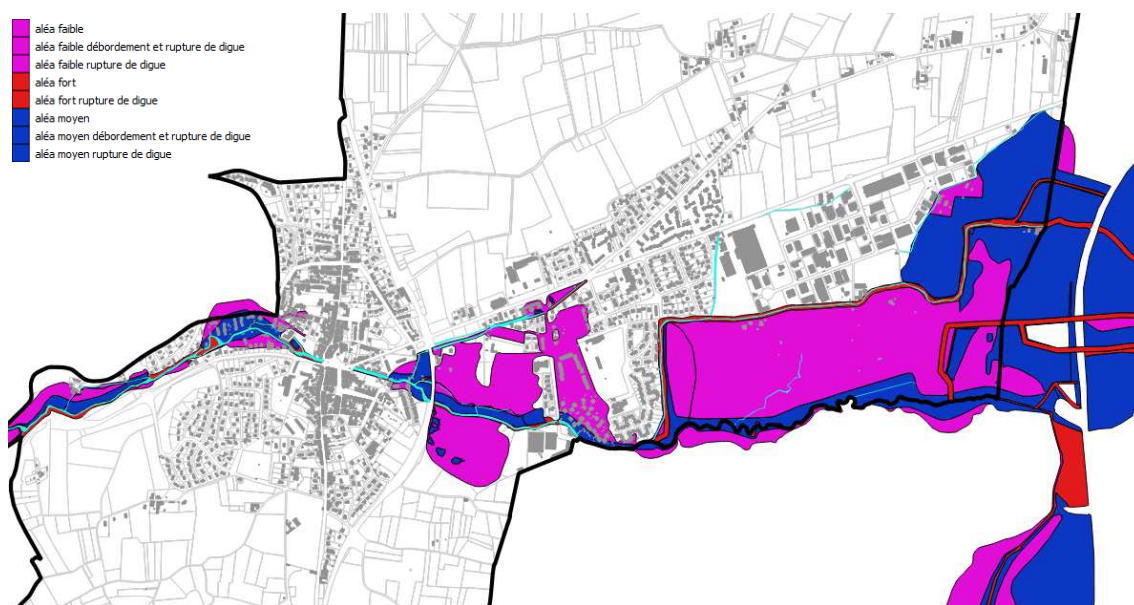 aléa faible
aléa faible débordement et rupture de digue
aléa faible rupture de digue
aléa fort
aléa fort rupture de digue
aléa moyen
aléa moyen débordement et rupture de digue
aléa moyen rupture de digue